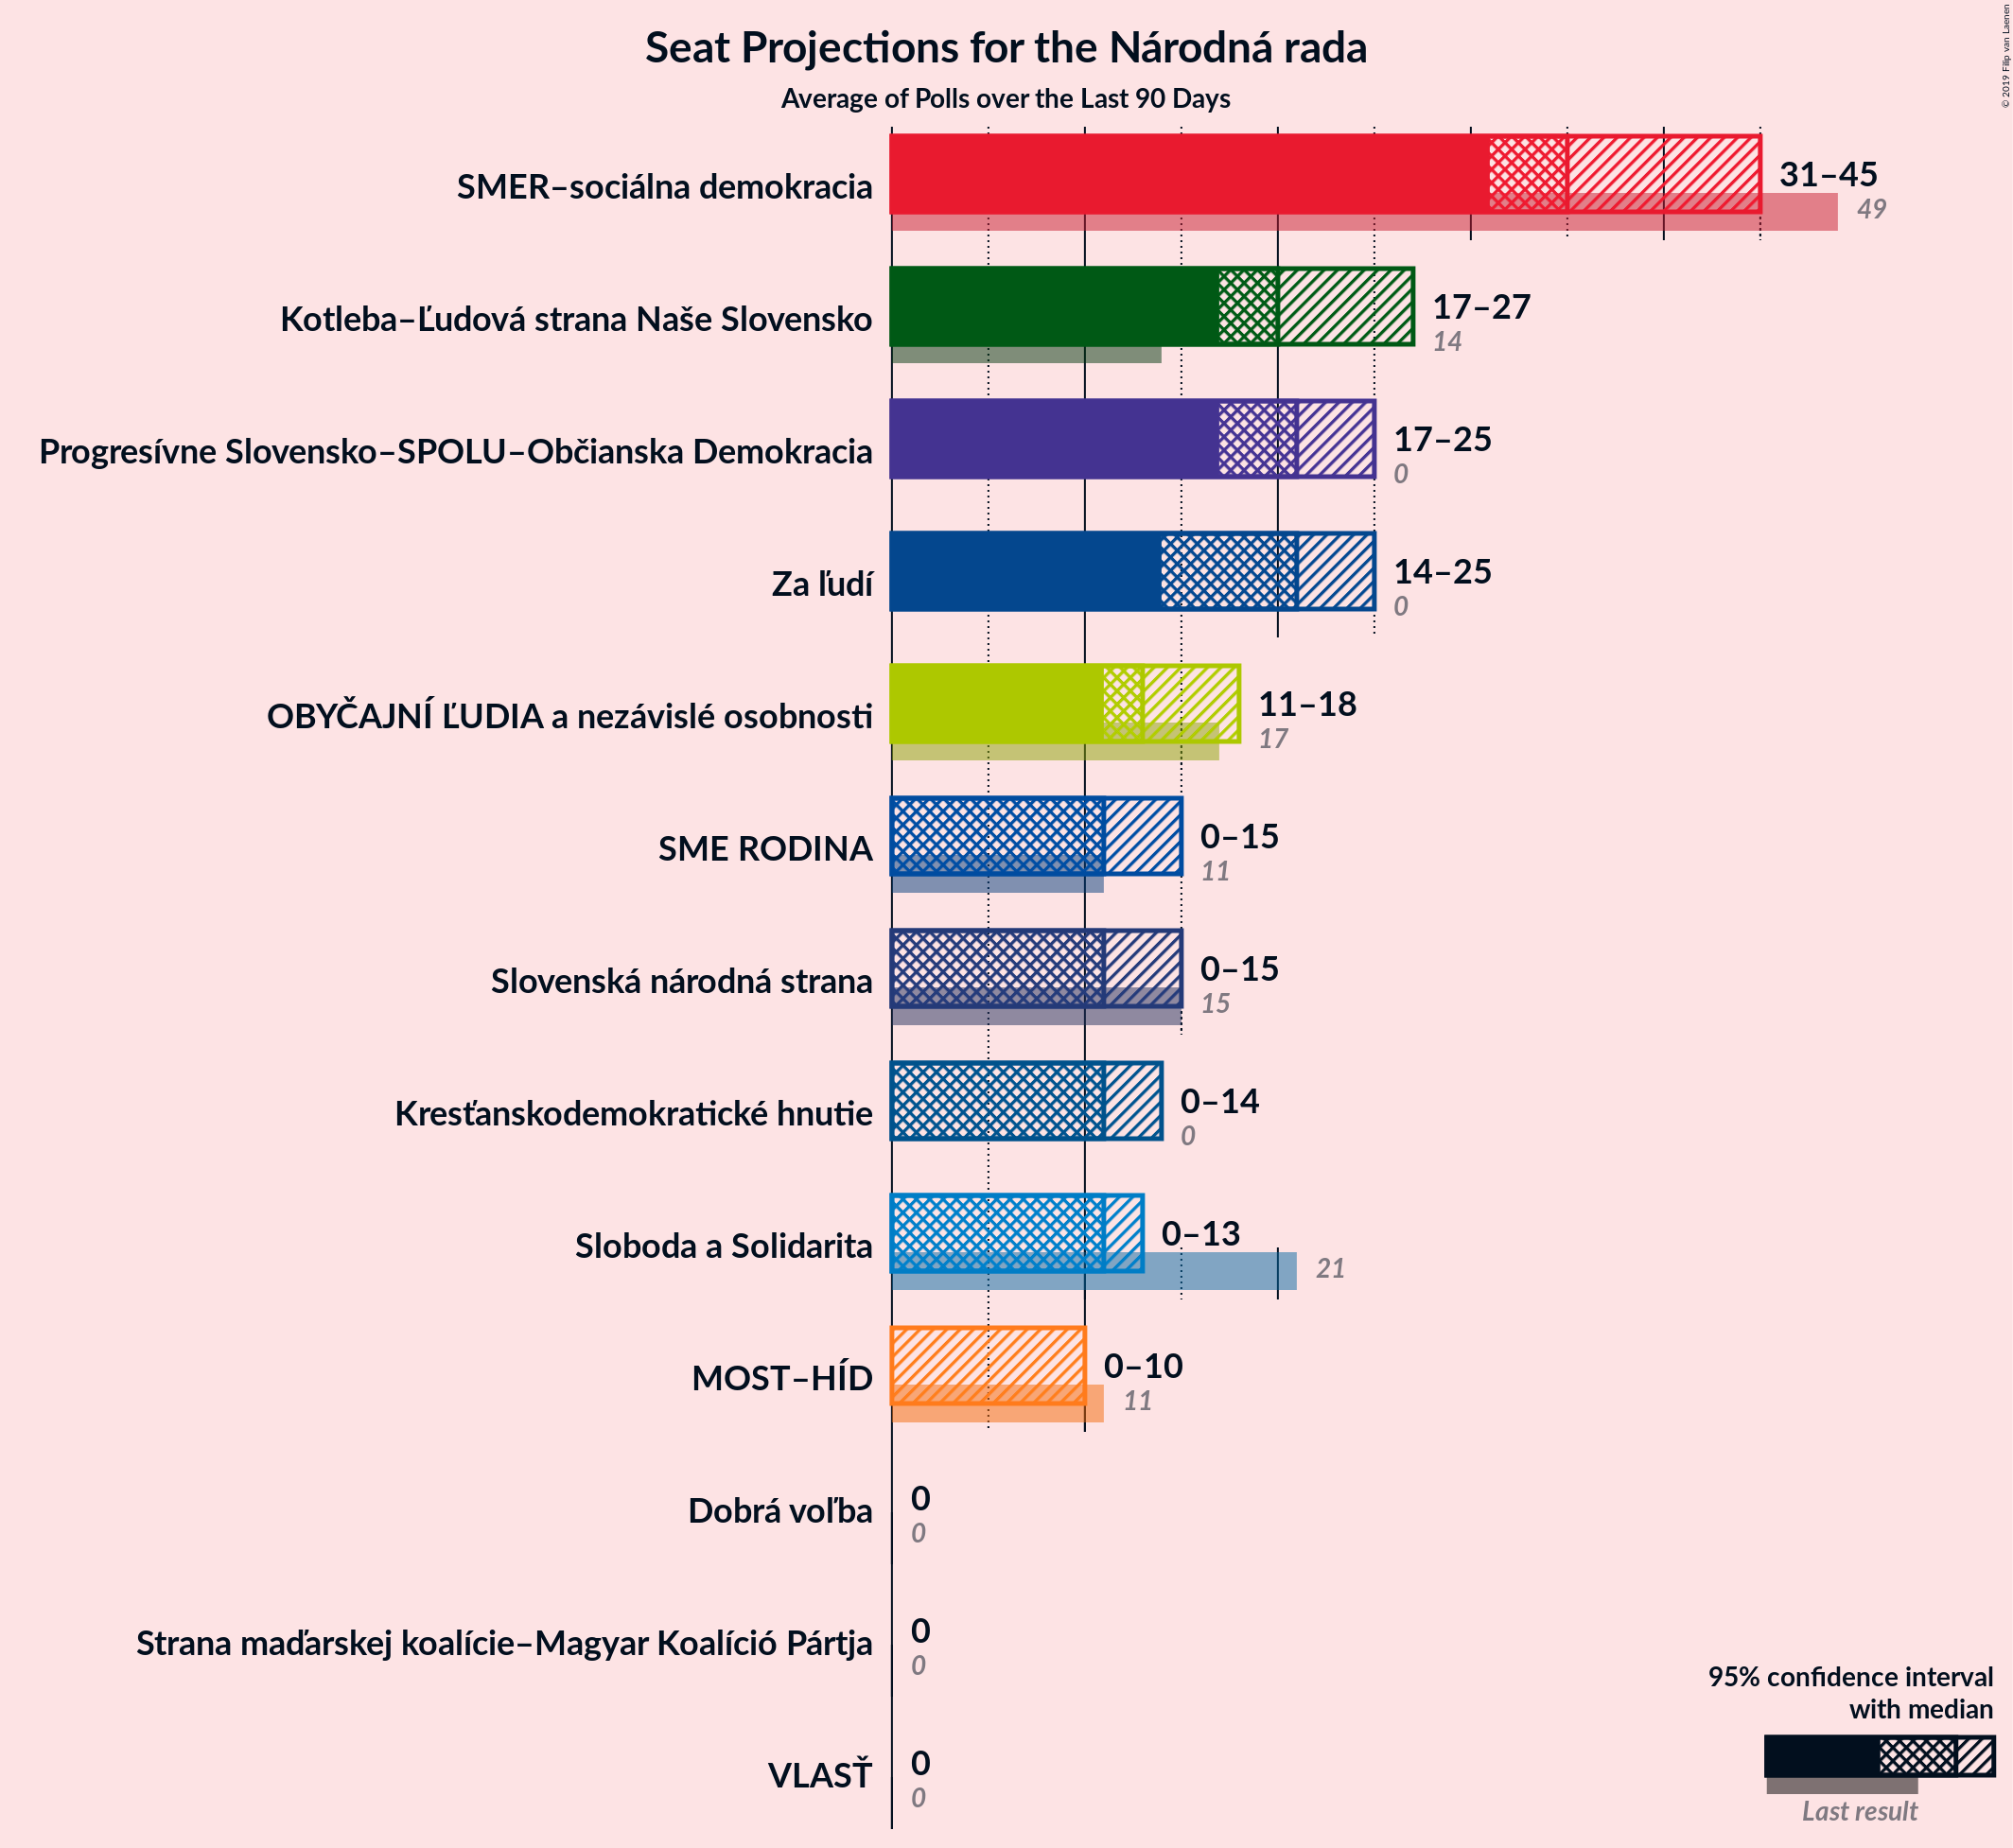 Seat Projections for the Národná rada
Average of Polls over the Last 90 Days
© 2019 Filip van Laenen
SMER–sociálna demokracia
31–45
49
Kotleba–Ľudová strana Naše Slovensko
17–27
14
Progresívne Slovensko–SPOLU–Občianska Demokracia
17–25
0
Za ľudí
14–25
0
OBYČAJNÍ ĽUDIA a nezávislé osobnosti
11–18
17
SME RODINA
0–15
11
Slovenská národná strana
0–15
15
Kresťanskodemokratické hnutie
0–14
0
Sloboda a Solidarita
0–13
21
MOST–HÍD
0–10
11
Dobrá voľba
0
0
Strana maďarskej koalície–Magyar Koalíció Pártja
0
0
VLASŤ
0
0
95% confidence interval
with median
Last result